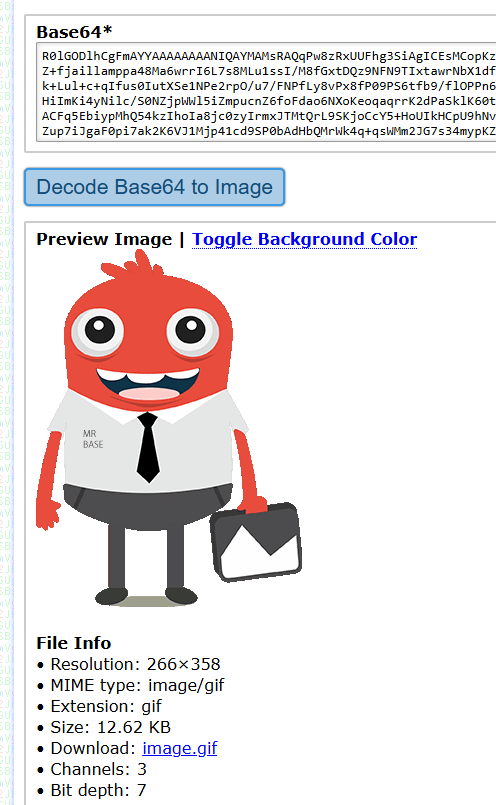 Base64*
R0lGODlhCgFmAYYAAAAAAANIQAYMAMsRAQqPw8zRxUUFhg3SiAgICEsMCopKz
Z+fjaillamppa48Ma6wrrI6L7s8MLu1ssI/M8fGxtDQz9NFN9TIxtawrNbX1df
k+Lul+c+qIfus0IutXSe1NPe2rpO/u7/FNPfLy8vPx8fP09PS6tfb9/flOPPn6
HiImKi4yNilc/S0NZjpWWl5iZmpucnZ6foFdao6NXoKeoqaqrrK2dPaSklK60t
ACFq5EbiypMhQ54kzIhoIa8jc0zyIrmxJTMtQrL9SKjoCcY5+HoUIkHCpU9hNv
Zup7iJgaF0pi7ak2K6VJ1Mjp41cd9SP0bAdHbQMrWk4q+qsWMm2JG7s34mypKZ
Decode Base64 to Image
Preview Image | Toggle Background Color
MR
BASE
File Info
• Resolution: 266×358
• MIME type: image/gif
• Extension: gif
• Size: 12.62 KB
• Download: image.gif
• Channels: 3
• Bit depth: 7